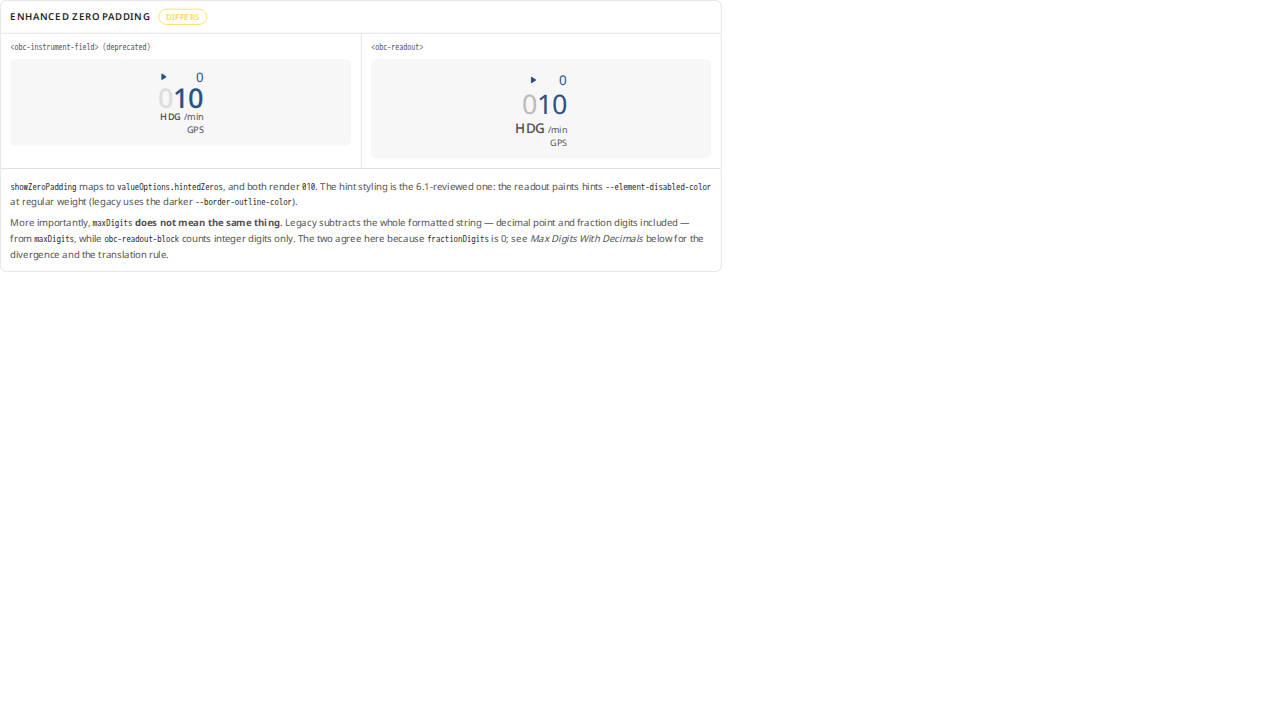 ENHANCED ZERO PADDING DIFFERS
<obc-instrument-field> (deprecated)
0
010
HDG /min
GPS
<obc-readout>
0
010
HDG /min
GPS
showZeroPadding maps to valueOptions.hintedZeros, and both render 010. The hint styling is the 6.1-reviewed one: the readout paints hints --element-disabled-color
at regular weight (legacy uses the darker --border-outline-color).
More importantly, maxDigits does not mean the same thing. Legacy subtracts the whole formatted string — decimal point and fraction digits included —
from maxDigits, while obc-readout-block counts integer digits only. The two agree here because fractionDigits is 0; see Max Digits With Decimals below for the
divergence and the translation rule.